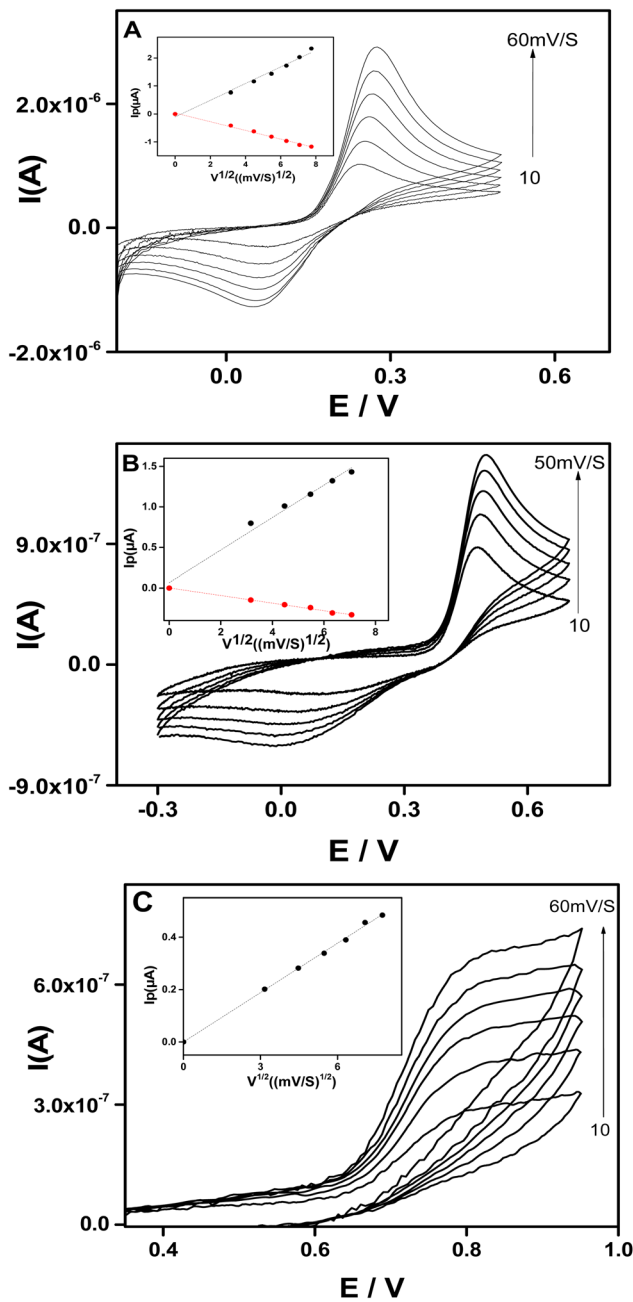 A
60mV/S
10
I(A)
2.0x10⁻⁶
0.0
-2.0x10⁻⁶
0.0 0.3 0.6
E / V
Ip(µA)
2
1
0
-1
0 2 4 6 8
V^1/2((mV/S)^1/2)
B
50mV/S
10
I(A)
9.0x10⁻⁷
0.0
-9.0x10⁻⁷
-0.3 0.0 0.3 0.6
E / V
Ip(µA)
1.5
1.0
0.5
0.0
0 2 4 6 8
V^1/2((mV/S)^1/2)
C
60mV/S
10
I(A)
6.0x10⁻⁷
3.0x10⁻⁷
0.0
0.4 0.6 0.8 1.0
E / V
Ip(µA)
0.4
0.2
0.0
0 3 6
V^1/2((mV/S)^1/2)